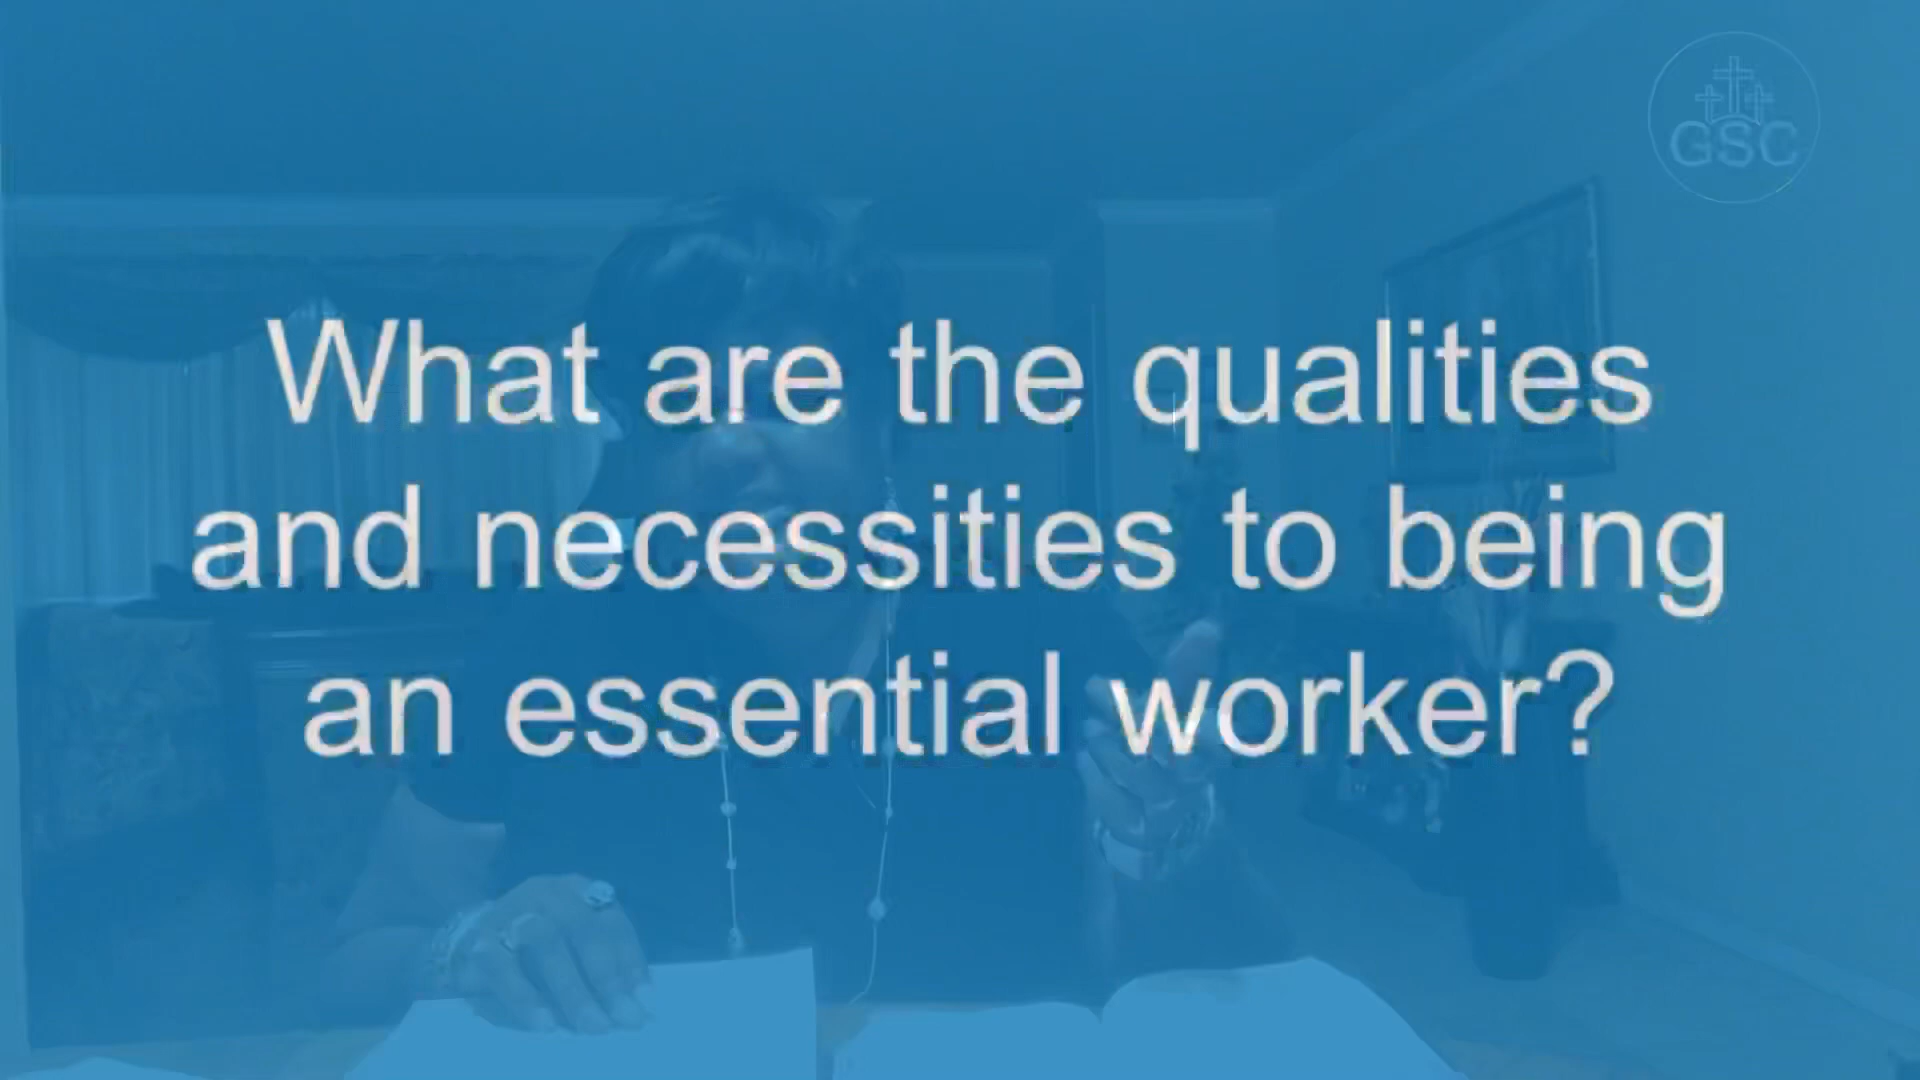 GSC
What are the qualities
and necessities to being
an essential worker?